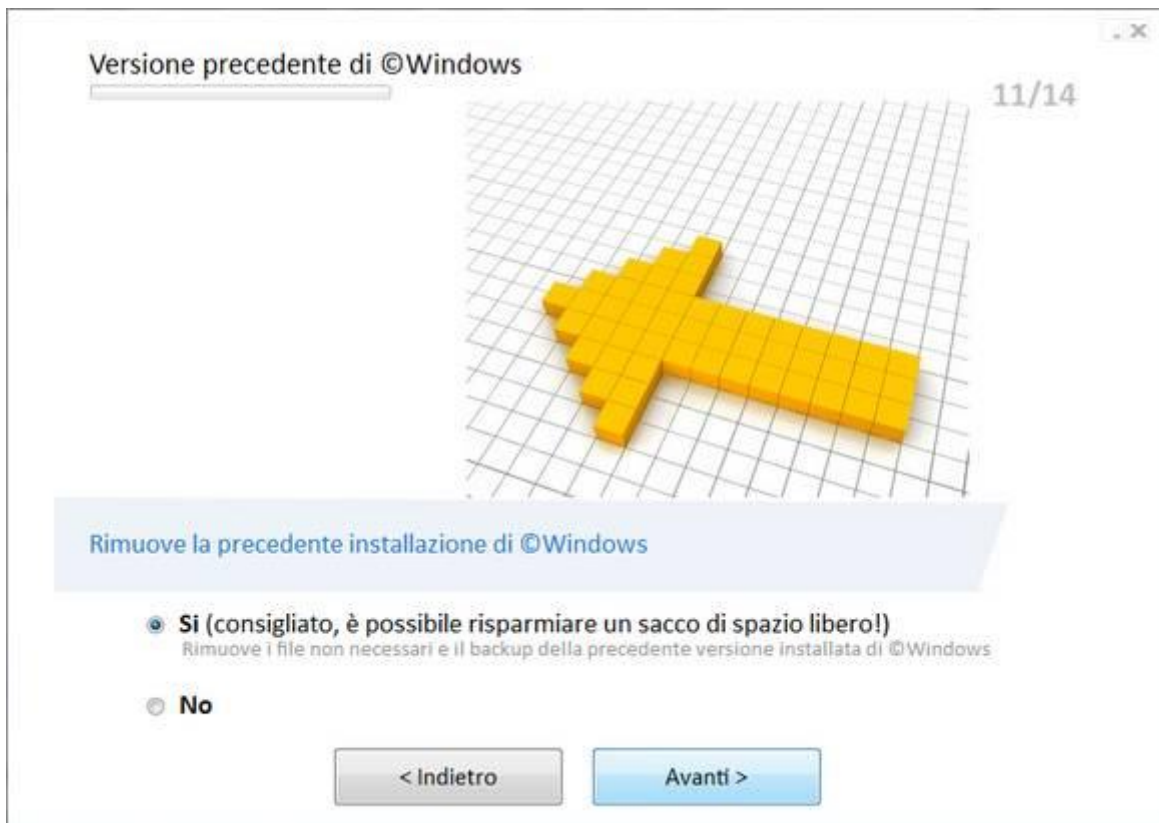 Versione precedente di ©Windows
11/14
Rimuove la precedente installazione di ©Windows
Si (consigliato, è possibile risparmiare un sacco di spazio libero!)
Rimuove i file non necessari e il backup della precedente versione installata di ©Windows
No
< Indietro
Avanti >